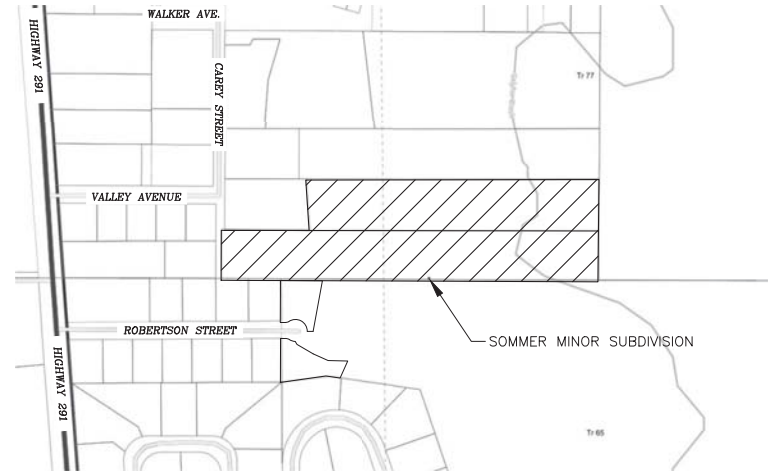 WALKER AVE.
HIGHWAY 291
CAREY STREET
Tr 77
VALLEY AVENUE
ROBERTSON STREET
SOMMER MINOR SUBDIVISION
HIGHWAY 291
Tr 65